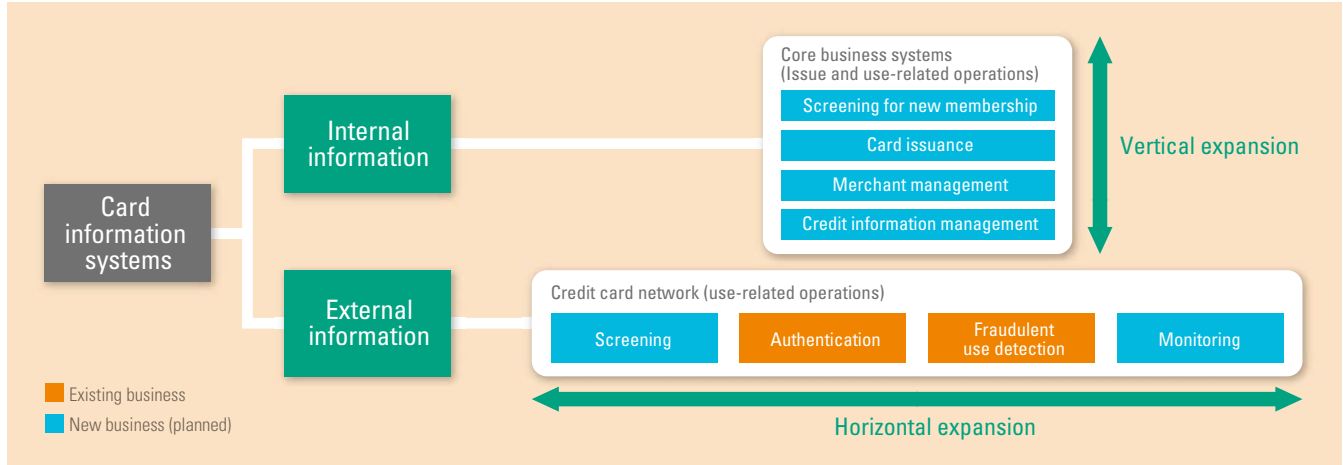 Card
information
systems
Internal
information
External
information
Core business systems
(Issue and use-related operations)
Screening for new membership
Card issuance
Merchant management
Credit information management
Vertical expansion
Credit card network (use-related operations)
Screening
Authentication
Fraudulent
use detection
Monitoring
Horizontal expansion
Existing business
New business (planned)